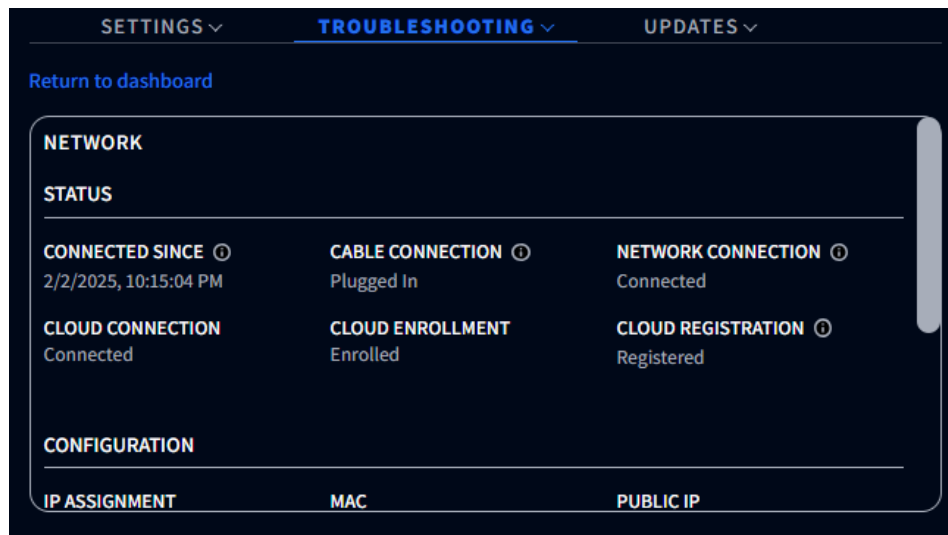 SETTINGS TROUBLESHOOTING UPDATES
Return to dashboard
NETWORK
STATUS
CONNECTED SINCE CABLE CONNECTION NETWORK CONNECTION
2/2/2025, 10:15:04 PM Plugged In Connected
CLOUD CONNECTION CLOUD ENROLLMENT CLOUD REGISTRATION
Connected Enrolled Registered
CONFIGURATION
IP ASSIGNMENT MAC PUBLIC IP